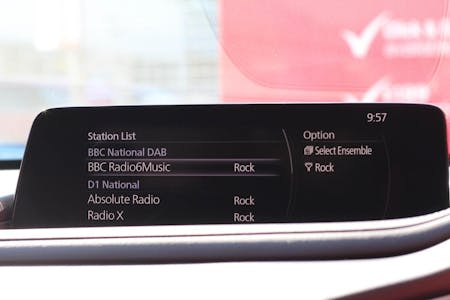 9:57
Station List
BBC National DAB
BBC Radio6Music Rock
D1 National
Absolute Radio Rock
Radio X Rock
Option
Select Ensemble
Rock